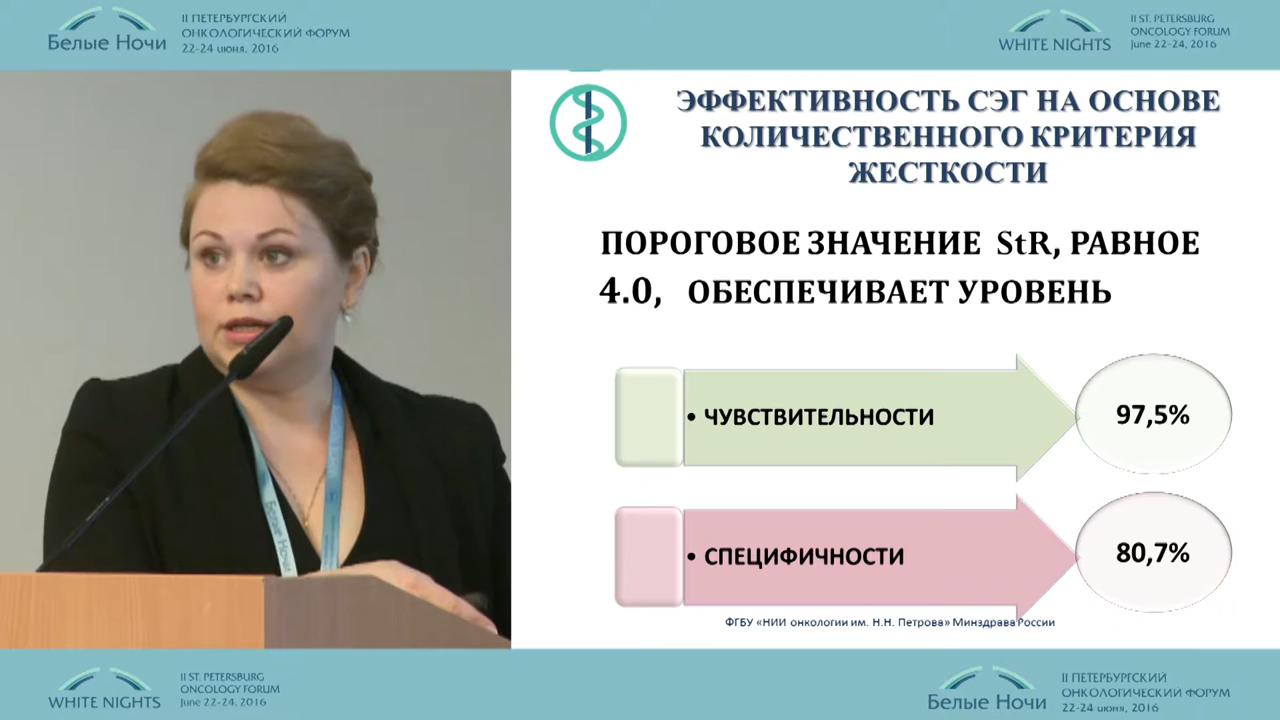 Белые Ночи
II ПЕТЕРБУРГСКИЙ
ОНКОЛОГИЧЕСКИЙ ФОРУМ
22-24 июня, 2016
WHITE NIGHTS
II ST. PETERSBURG
ONCOLOGY FORUM
June 22-24, 2016
ЭФФЕКТИВНОСТЬ СЭГ НА ОСНОВЕ
КОЛИЧЕСТВЕННОГО КРИТЕРИЯ
ЖЕСТКОСТИ
ПОРОГОВОЕ ЗНАЧЕНИЕ StR, РАВНОЕ
4.0, ОБЕСПЕЧИВАЕТ УРОВЕНЬ
• ЧУВСТВИТЕЛЬНОСТИ
97,5%
• СПЕЦИФИЧНОСТИ
80,7%
ФГБУ «НИИ онкологии им. Н.Н. Петрова» Минздрава России
Белые Ночи
WHITE NIGHTS
II ST. PETERSBURG
ONCOLOGY FORUM
June 22-24, 2016
Белые Ночи
II ПЕТЕРБУРГСКИЙ
ОНКОЛОГИЧЕСКИЙ ФОРУМ
22-24 июня, 2016